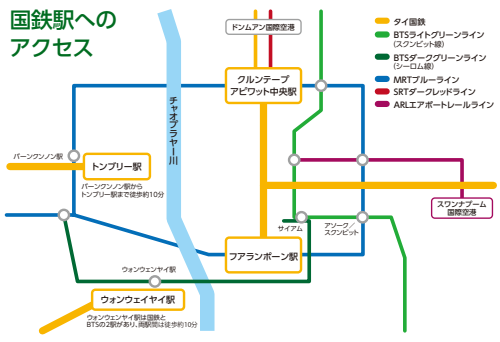 国鉄駅への
アクセス
ドンムアン国際空港
タイ国鉄
BTSライトグリーンライン
(スクンビット線)
BTSダークグリーンライン
(シーロム線)
MRTブルーライン
SRTダークレッドライン
ARLエアポートレールライン
クルンテープ
アピワット中央駅
チャオプラヤー川
バーンクンノン駅
トンブリー駅
バーンクンノン駅から
トンブリー駅まで徒歩約10分
スワンナプーム
国際空港
サイアム
アソーク／
スクンビット
フアランポーン駅
ウォンウェンヤイ駅
ウォンウェイヤイ駅
ウォンウェンヤイ駅は国鉄と
BTSの2駅があり、両駅間は徒歩約10分